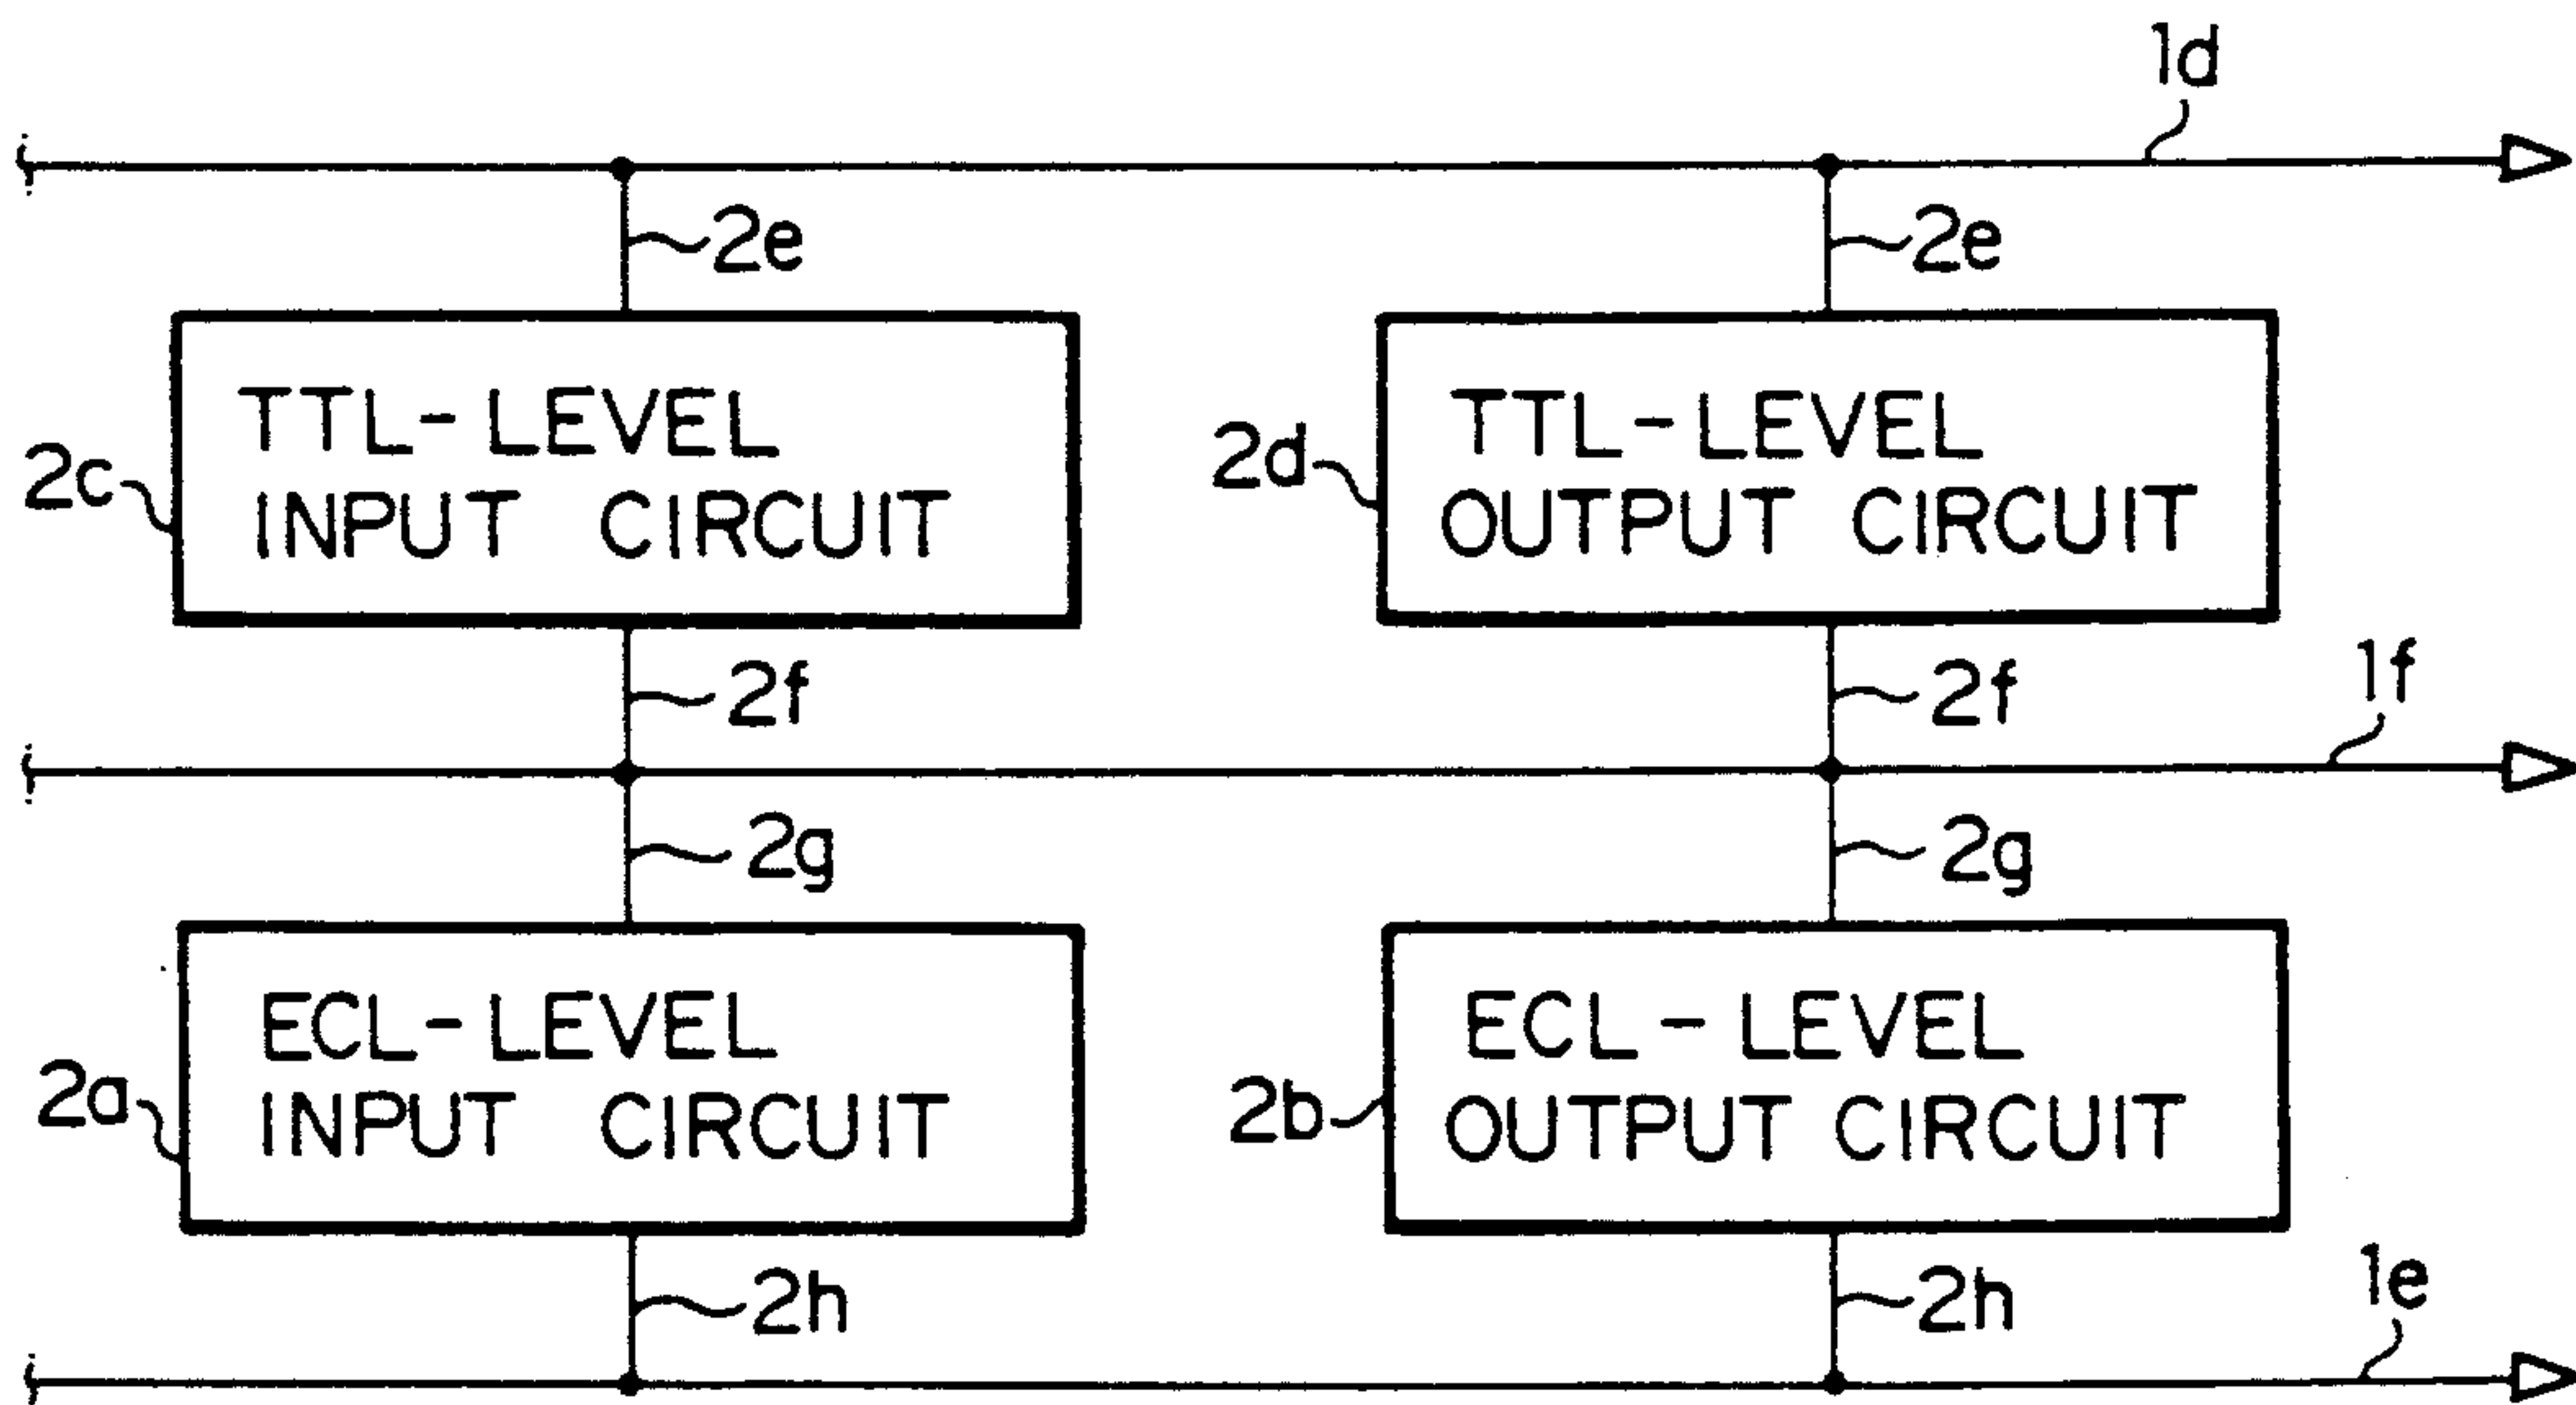 1d
2e
2e
TTL-LEVEL
INPUT CIRCUIT
2c
TTL-LEVEL
OUTPUT CIRCUIT
2d
2f
2f
1f
2g
2g
ECL-LEVEL
INPUT CIRCUIT
2a
ECL-LEVEL
OUTPUT CIRCUIT
2b
2h
2h
1e